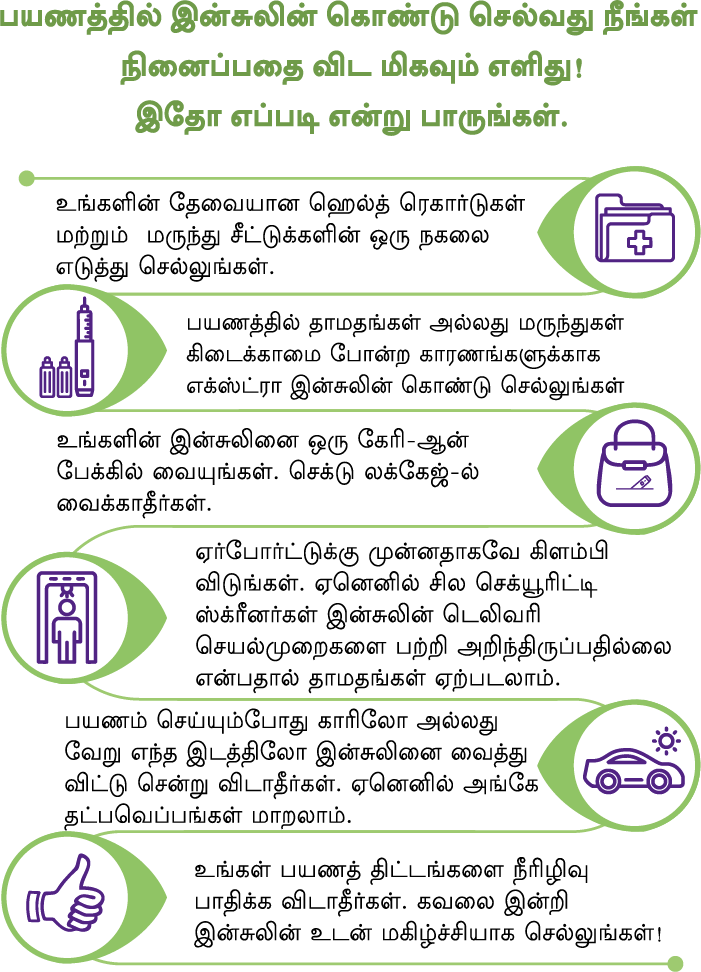 பயணத்தில் இன்சுலின் கொண்டு செல்வது நீங்கள்
நினைப்பதை விட மிகவும் எளிது!
இதோ எப்படி என்று பாருங்கள்.
உங்களின் தேவையான ஹெல்த் ரெகார்டுகள்
மற்றும் மருந்து சீட்டுக்களின் ஒரு நகலை
எடுத்து செல்லுங்கள்.
பயணத்தில் தாமதங்கள் அல்லது மருந்துகள்
கிடைக்காமை போன்ற காரணங்களுக்காக
எக்ஸ்ட்ரா இன்சுலின் கொண்டு செல்லுங்கள்
உங்களின் இன்சுலினை ஒரு கேரி-ஆன்
பேக்கில் வையுங்கள். செக்டு லக்கேஜ்-ல்
வைக்காதீர்கள்.
ஏர்போர்ட்டுக்கு முன்னதாகவே கிளம்பி
விடுங்கள். ஏனெனில் சில செக்யூரிட்டி
ஸ்க்ரீனர்கள் இன்சுலின் டெலிவரி
செயல்முறைகளை பற்றி அறிந்திருப்பதில்லை
என்பதால் தாமதங்கள் ஏற்படலாம்.
பயணம் செய்யும்போது காரிலோ அல்லது
வேறு எந்த இடத்திலோ இன்சுலினை வைத்து
விட்டு சென்று விடாதீர்கள். ஏனெனில் அங்கே
தட்பவெப்பங்கள் மாறலாம்.
உங்கள் பயணத் திட்டங்களை நீரிழிவு
பாதிக்க விடாதீர்கள். கவலை இன்றி
இன்சுலின் உடன் மகிழ்ச்சியாக செல்லுங்கள்!